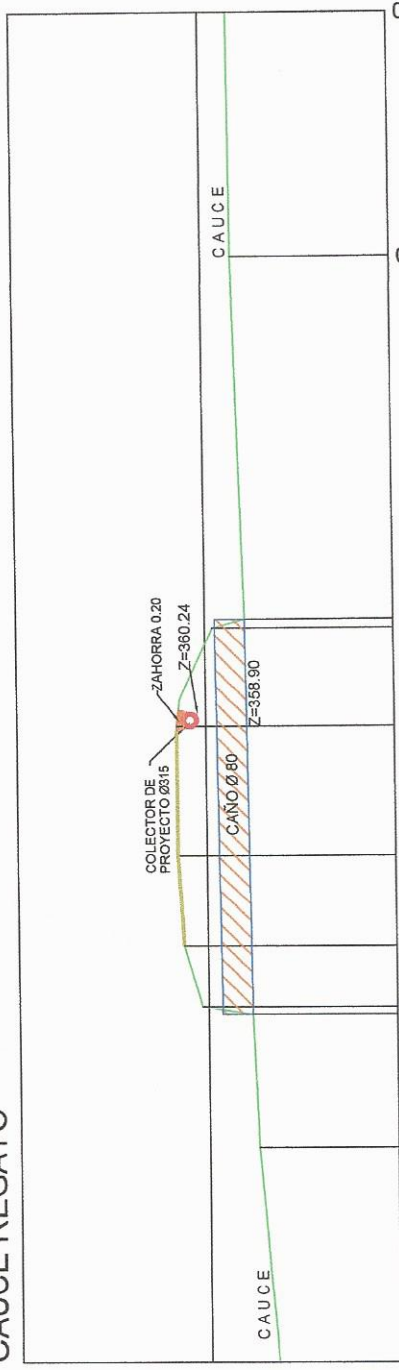 CAUCE REGATO
COLECTOR DE
PROYECTO Ø315
ZAHORRA 0.20
Z=360.24
CAUCE
CAÑO Ø 80
Z=358.90
CAUCE